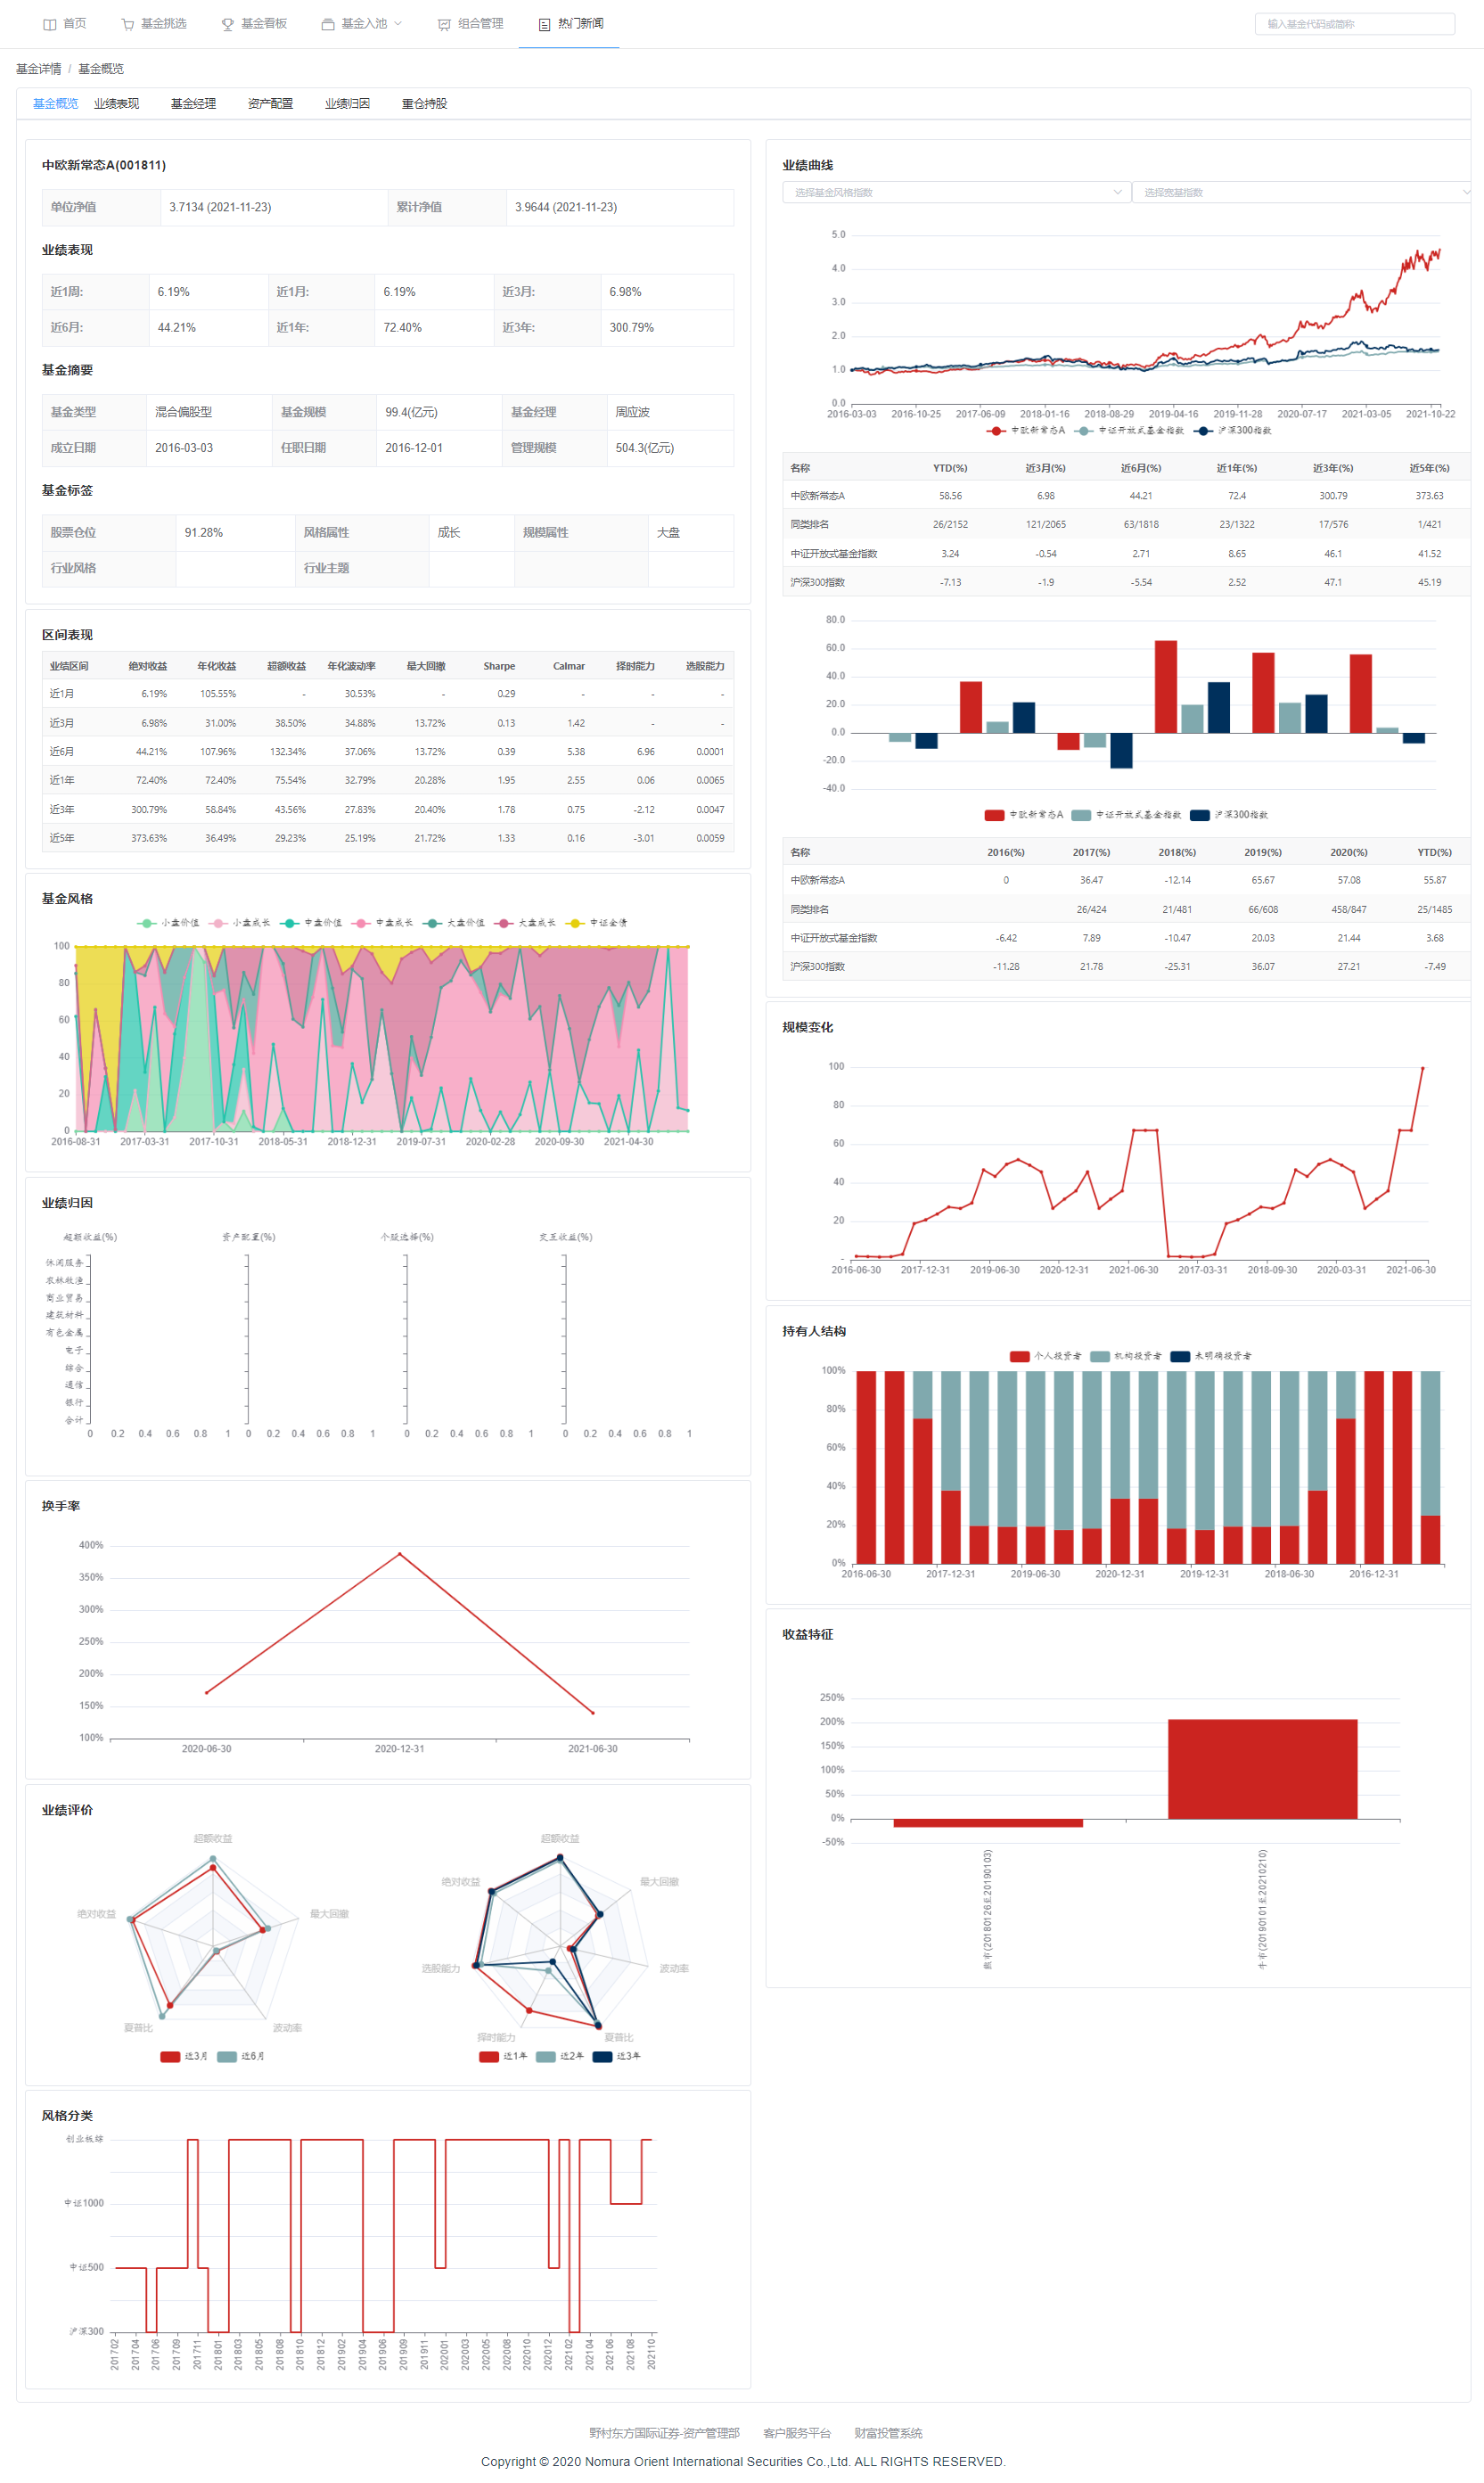 首页 基金挑选 基金看板 基金入池 组合管理 热门新闻 输入基金代码或简称
基金详情 / 基金概览
基金概览 业绩表现 基金经理 资产配置 业绩归因 重仓持股
中欧新常态A(001811)
单位净值 3.7134 (2021-11-23) 累计净值 3.9644 (2021-11-23)
业绩表现
近1周: 6.19% 近1月: 6.19% 近3月: 6.98%
近6月: 44.21% 近1年: 72.40% 近3年: 300.79%
基金摘要
基金类型 混合偏股型 基金规模 99.4(亿元) 基金经理 周应波
成立日期 2016-03-03 任职日期 2016-12-01 管理规模 504.3(亿元)
基金标签
股票仓位 91.28% 风格属性 成长 规模属性 大盘
行业风格 行业主题
区间表现
业绩区间 绝对收益 年化收益 超额收益 年化波动率 最大回撤 Sharpe Calmar 择时能力 选股能力
近1月 6.19% 105.55% - 30.53% - 0.29 - - -
近3月 6.98% 31.00% 38.50% 34.88% 13.72% 0.13 1.42 - -
近6月 44.21% 107.96% 132.34% 37.06% 13.72% 0.39 5.38 6.96 0.0001
近1年 72.40% 72.40% 75.54% 32.79% 20.28% 1.95 2.55 0.06 0.0065
近3年 300.79% 58.84% 43.56% 27.83% 20.40% 1.78 0.75 -2.12 0.0047
近5年 373.63% 36.49% 29.23% 25.19% 21.72% 1.33 0.16 -3.01 0.0059
基金风格
小盘价值 小盘成长 中盘价值 中盘成长 大盘价值 大盘成长 中证全债
100
80
60
40
20
0
2016-08-31 2017-03-31 2017-10-31 2018-05-31 2018-12-31 2019-07-31 2020-02-28 2020-09-30 2021-04-30
业绩归因
超额收益(%) 资产配置(%) 个股选择(%) 交互收益(%)
休闲服务
农林牧渔
商业贸易
建筑材料
有色金属
电子
综合
通信
银行
合计
0 0.2 0.4 0.6 0.8 1 0 0.2 0.4 0.6 0.8 1 0 0.2 0.4 0.6 0.8 1 0 0.2 0.4 0.6 0.8 1
换手率
400%
350%
300%
250%
200%
150%
100%
2020-06-30 2020-12-31 2021-06-30
业绩评价
超额收益
绝对收益 最大回撤
夏普比 波动率
近3月 近6月
超额收益
绝对收益 最大回撤
选股能力 波动率
择时能力 夏普比
近1年 近2年 近3年
风格分类
创业板综
中证1000
中证500
沪深300
201702 201704 201706 201709 201711 201801 201803 201805 201808 201810 201812 201902 201904 201906 201909 201911 202001 202003 202005 202008 202010 202012 202102 202104 202106 202108 202110
业绩曲线
选择基金风格指数 选择宽基指数
5.0
4.0
3.0
2.0
1.0
0.0
2016-03-03 2016-10-25 2017-06-09 2018-01-16 2018-08-29 2019-04-16 2019-11-28 2020-07-17 2021-03-05 2021-10-22
中欧新常态A 中证开放式基金指数 沪深300指数
名称 YTD(%) 近3月(%) 近6月(%) 近1年(%) 近3年(%) 近5年(%)
中欧新常态A 58.56 6.98 44.21 72.4 300.79 373.63
同类排名 26/2152 121/2065 63/1818 23/1322 17/576 1/421
中证开放式基金指数 3.24 -0.54 2.71 8.65 46.1 41.52
沪深300指数 -7.13 -1.9 -5.54 2.52 47.1 45.19
80.0
60.0
40.0
20.0
0.0
-20.0
-40.0
中欧新常态A 中证开放式基金指数 沪深300指数
名称 2016(%) 2017(%) 2018(%) 2019(%) 2020(%) YTD(%)
中欧新常态A 0 36.47 -12.14 65.67 57.08 55.87
同类排名 26/424 21/481 66/608 458/847 25/1485
中证开放式基金指数 -6.42 7.89 -10.47 20.03 21.44 3.68
沪深300指数 -11.28 21.78 -25.31 36.07 27.21 -7.49
规模变化
100
80
60
40
20
-
2016-06-30 2017-12-31 2019-06-30 2020-12-31 2021-06-30 2017-03-31 2018-09-30 2020-03-31 2021-06-30
持有人结构
个人投资者 机构投资者 未明确投资者
100%
80%
60%
40%
20%
0%
2016-06-30 2017-12-31 2019-06-30 2020-12-31 2019-12-31 2018-06-30 2016-12-31
收益特征
250%
200%
150%
100%
50%
0%
-50%
熊市(20180126至20190103)
牛市(20190101至20210210)
野村东方国际证券-资产管理部 客户服务平台 财富投管系统
Copyright © 2020 Nomura Orient International Securities Co.,Ltd. ALL RIGHTS RESERVED.